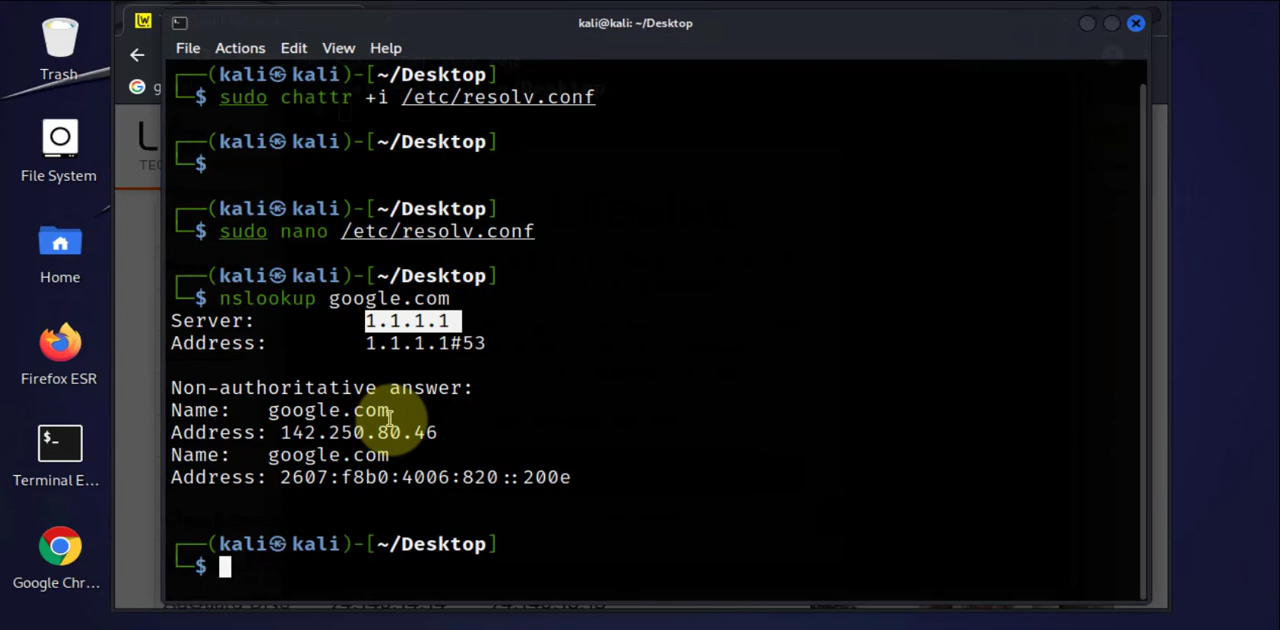 kali@kali: ~/Desktop
File Actions Edit View Help
┌──(kali㉿kali)-[~/Desktop]
└─$ sudo chattr +i /etc/resolv.conf
┌──(kali㉿kali)-[~/Desktop]
└─$
┌──(kali㉿kali)-[~/Desktop]
└─$ sudo nano /etc/resolv.conf
┌──(kali㉿kali)-[~/Desktop]
└─$ nslookup google.com
Server: 1.1.1.1
Address: 1.1.1.1#53
Non-authoritative answer:
Name: google.com
Address: 142.250.80.46
Name: google.com
Address: 2607:f8b0:4006:820::200e
┌──(kali㉿kali)-[~/Desktop]
└─$
Trash
File System
Home
Firefox ESR
Terminal E...
Google Chr...